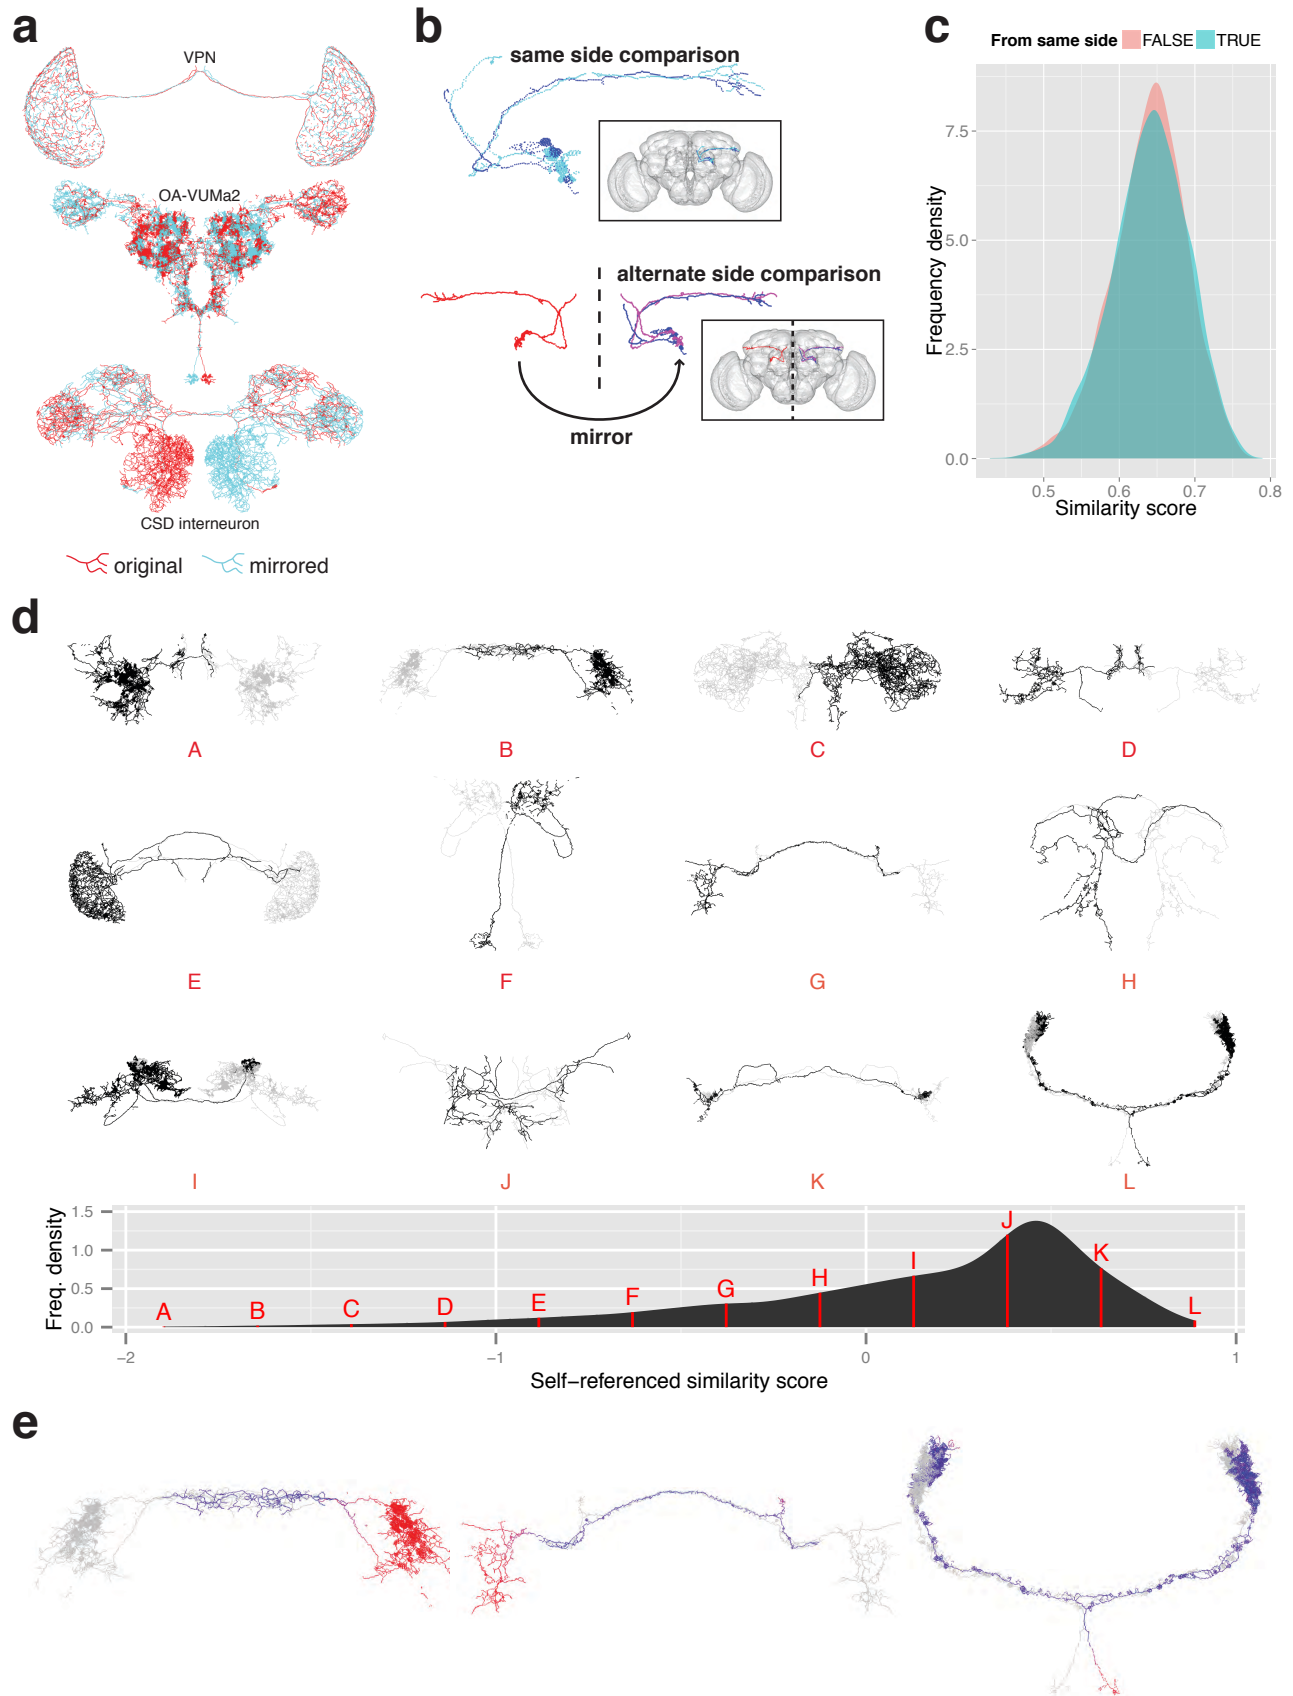 a
VPN
OA-VUMa2
CSD interneuron
original
mirrored
b
same side comparison
alternate side comparison
mirror
c
From same side FALSE TRUE
7.5
5.0
2.5
0.0
Frequency density
0.5 0.6 0.7 0.8
Similarity score
d
A B C D
E F G H
I J K L
1.5
1.0
0.5
0.0
Freq. density
A B C D E F G H I J K L
−2 −1 0 1
Self−referenced similarity score
e